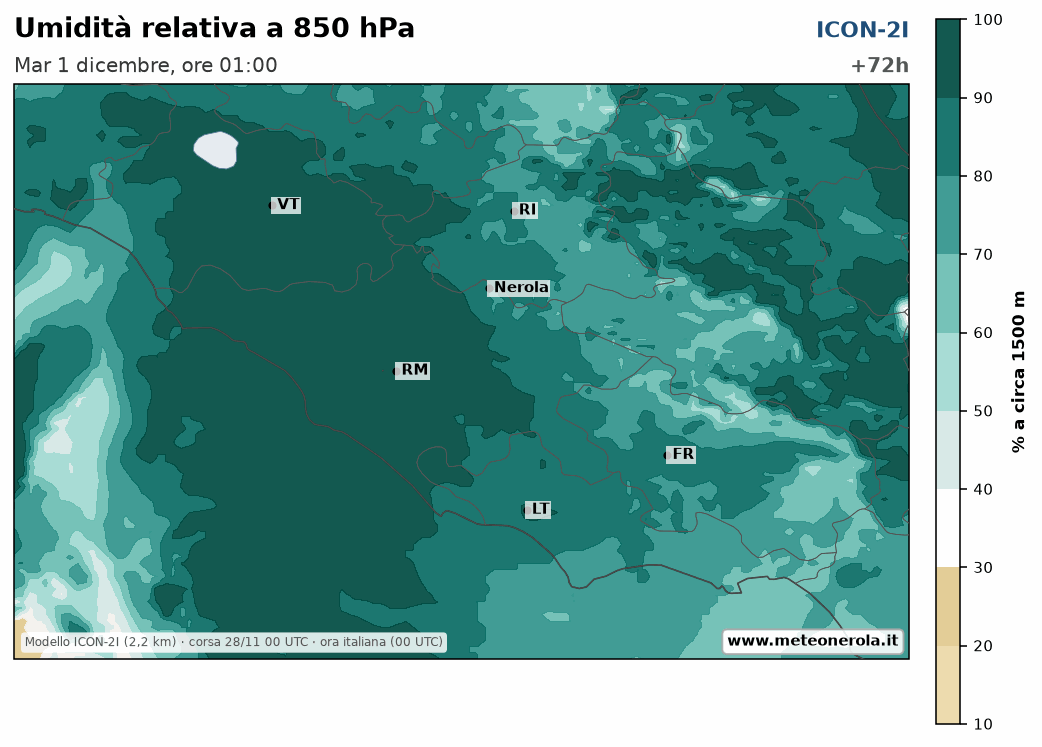 Umidità relativa a 850 hPa
ICON-2I
Mar 1 dicembre, ore 01:00
+72h
100
90
80
70
60
50
40
30
20
10
% a circa 1500 m
VT
RI
Nerola
RM
FR
LT
Modello ICON-2I (2,2 km) · corsa 28/11 00 UTC · ora italiana (00 UTC)
www.meteonerola.it